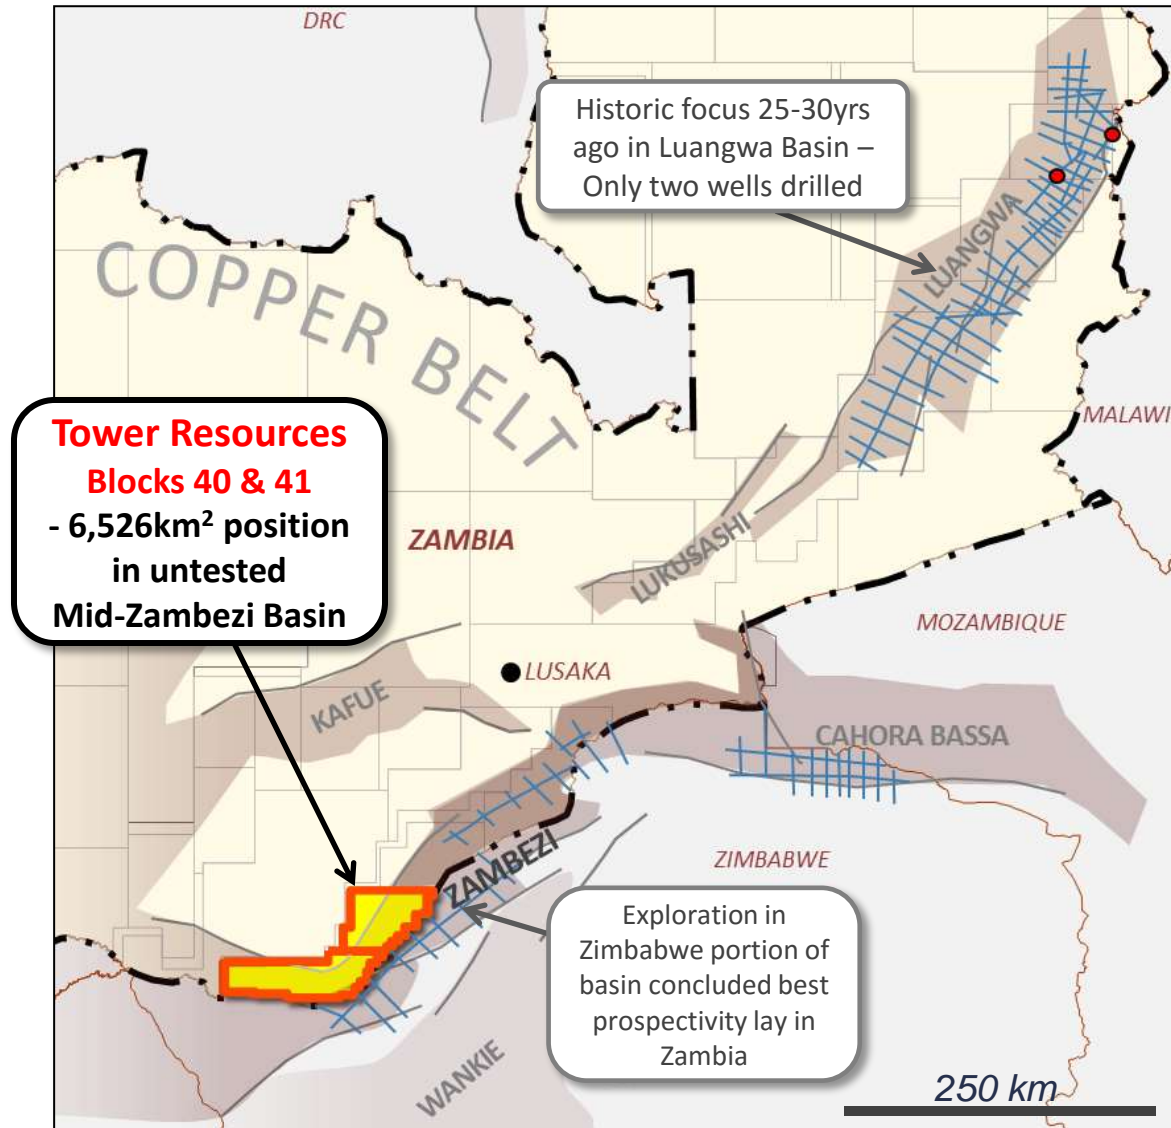 DRC
Historic focus 25-30yrs
ago in Luangwa Basin –
Only two wells drilled
LUANGWA
COPPER BELT
MALAWI
Tower Resources
Blocks 40 & 41
- 6,526km² position
in untested
Mid-Zambezi Basin
ZAMBIA
LUKUSASHI
MOZAMBIQUE
LUSAKA
KAFUE
CAHORA BASSA
ZAMBEZI
ZIMBABWE
Exploration in
Zimbabwe portion of
basin concluded best
prospectivity lay in
Zambia
WANKIE
250 km